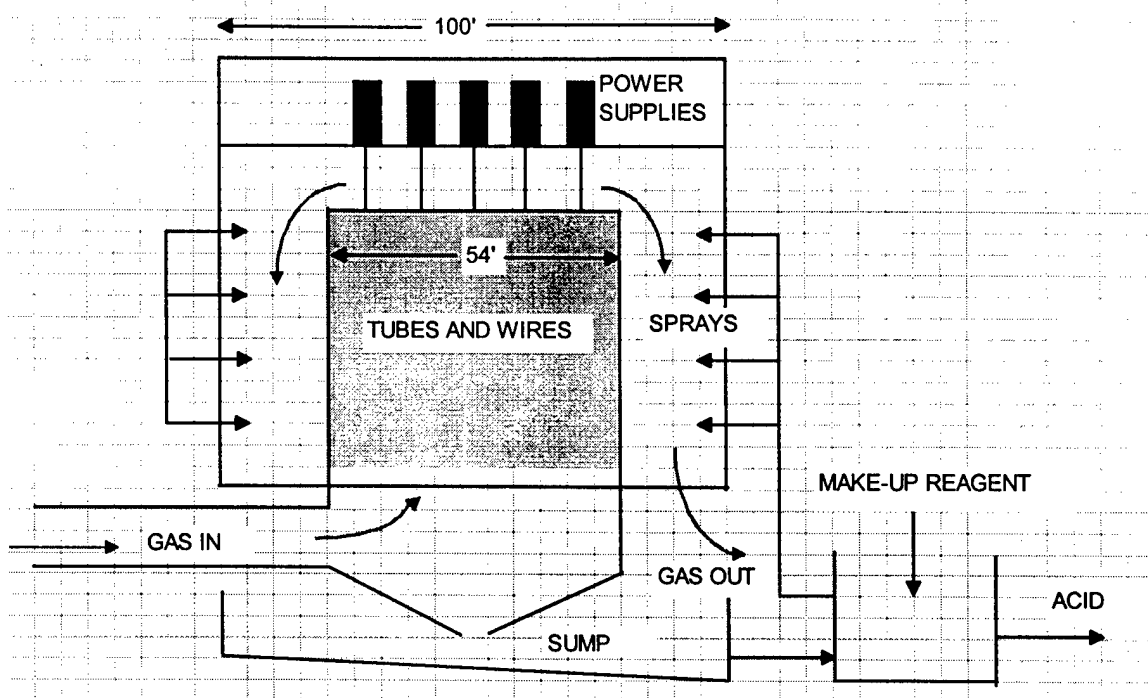 100'
POWER
SUPPLIES
54'
TUBES AND WIRES
SPRAYS
MAKE-UP REAGENT
GAS IN
GAS OUT
ACID
SUMP